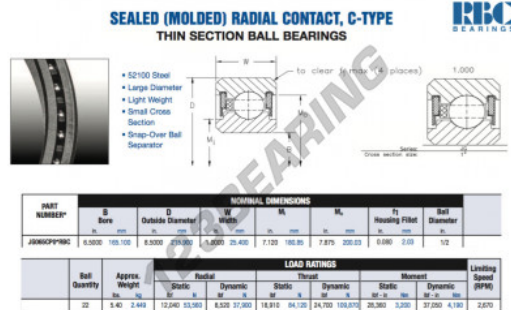 SEALED (MOLDED) RADIAL CONTACT, C-TYPE
RBC
BEARINGS
THIN SECTION BALL BEARINGS
• 52100 Steel
• Large Diameter
• Light Weight
• Small Cross Section
• Snap-Over Ball Separator
W
to clear f₁ max (4 places)
1.000
D
B
Cross section size:
123BEARING
PART NUMBER*
NOMINAL DIMENSIONS
B Bore
D Outside Diameter
W Width
Housing Fillet
Ball Diameter
in. mm in. mm in. mm in. mm in. mm in. mm in.
JG065CP0*RBC 6.5000 165.100 8.5000 215.900 1.0000 25.400 7.120 180.85 7.875 200.03 0.080 2.03 1/2
Ball Quantity
Approx. Weight
LOAD RATINGS
Limiting Speed (RPM)
Radial Thrust Moment
Static Dynamic Static Dynamic Static Dynamic
lbs. kg lbf N lbf N lbf N lbf N lbf - in Nm lbf - in Nm
22 5.40 2.449 12,040 53,560 8,520 37,900 18,910 84,120 24,700 109,870 28,360 3,200 37,050 4,190 2,670